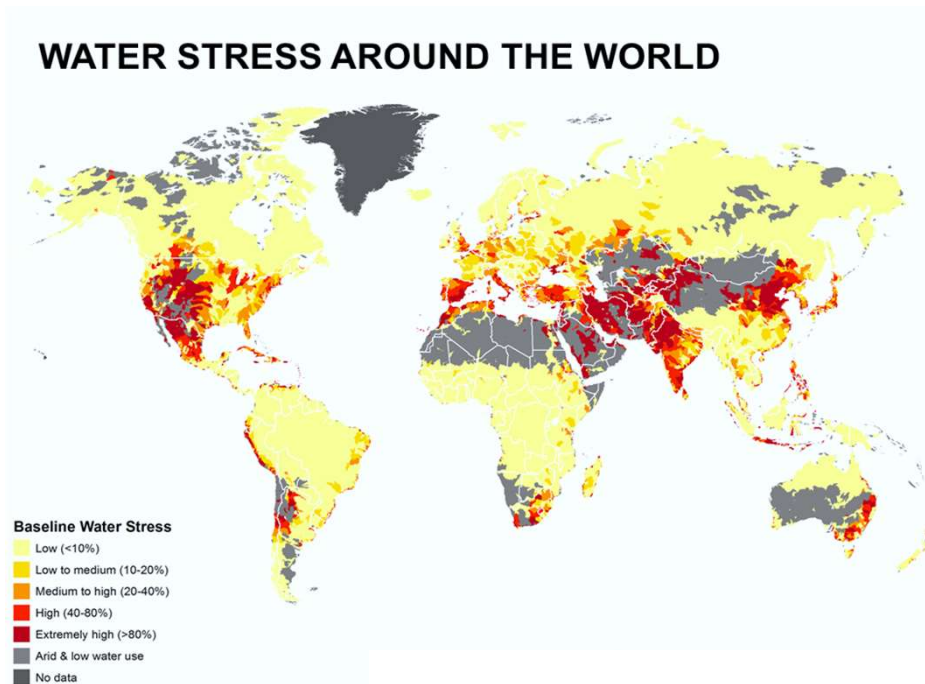 WATER STRESS AROUND THE WORLD
Baseline Water Stress
Low (<10%)
Low to medium (10-20%)
Medium to high (20-40%)
High (40-80%)
Extremely high (>80%)
Arid & low water use
No data